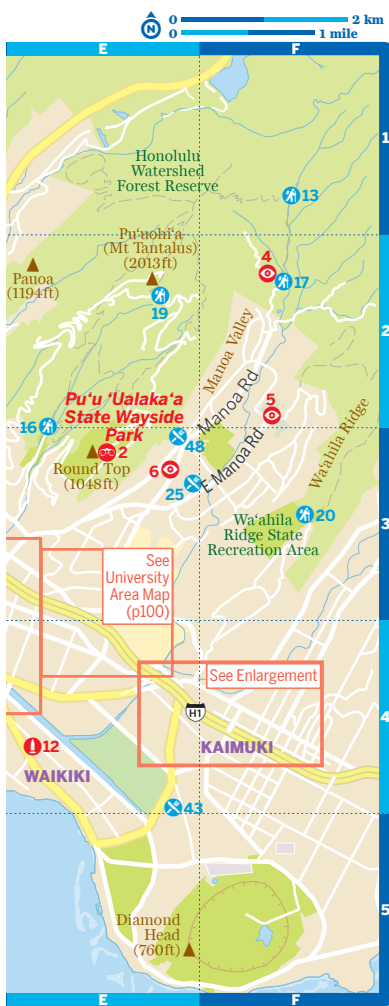 N
0 2 km
0 1 mile
E F
1
Honolulu
Watershed
Forest Reserve
13
Pu'uohi'a
(Mt Tantalus)
(2013ft)
4
17
Pauoa
(1194ft)
19
2
Manoa Valley
Pu'u 'Ualaka'a
State Wayside
Park
Manoa Rd
5
16
48
2
Round Top
(1048ft)
6
E Manoa Rd
25
Wa'ahila Ridge
20
Wa'ahila
Ridge State
Recreation Area
3
See
University
Area Map
(p100)
See Enlargement
H1
4
12
KAIMUKI
WAIKIKI
43
Diamond
Head
(760ft)
5
E F